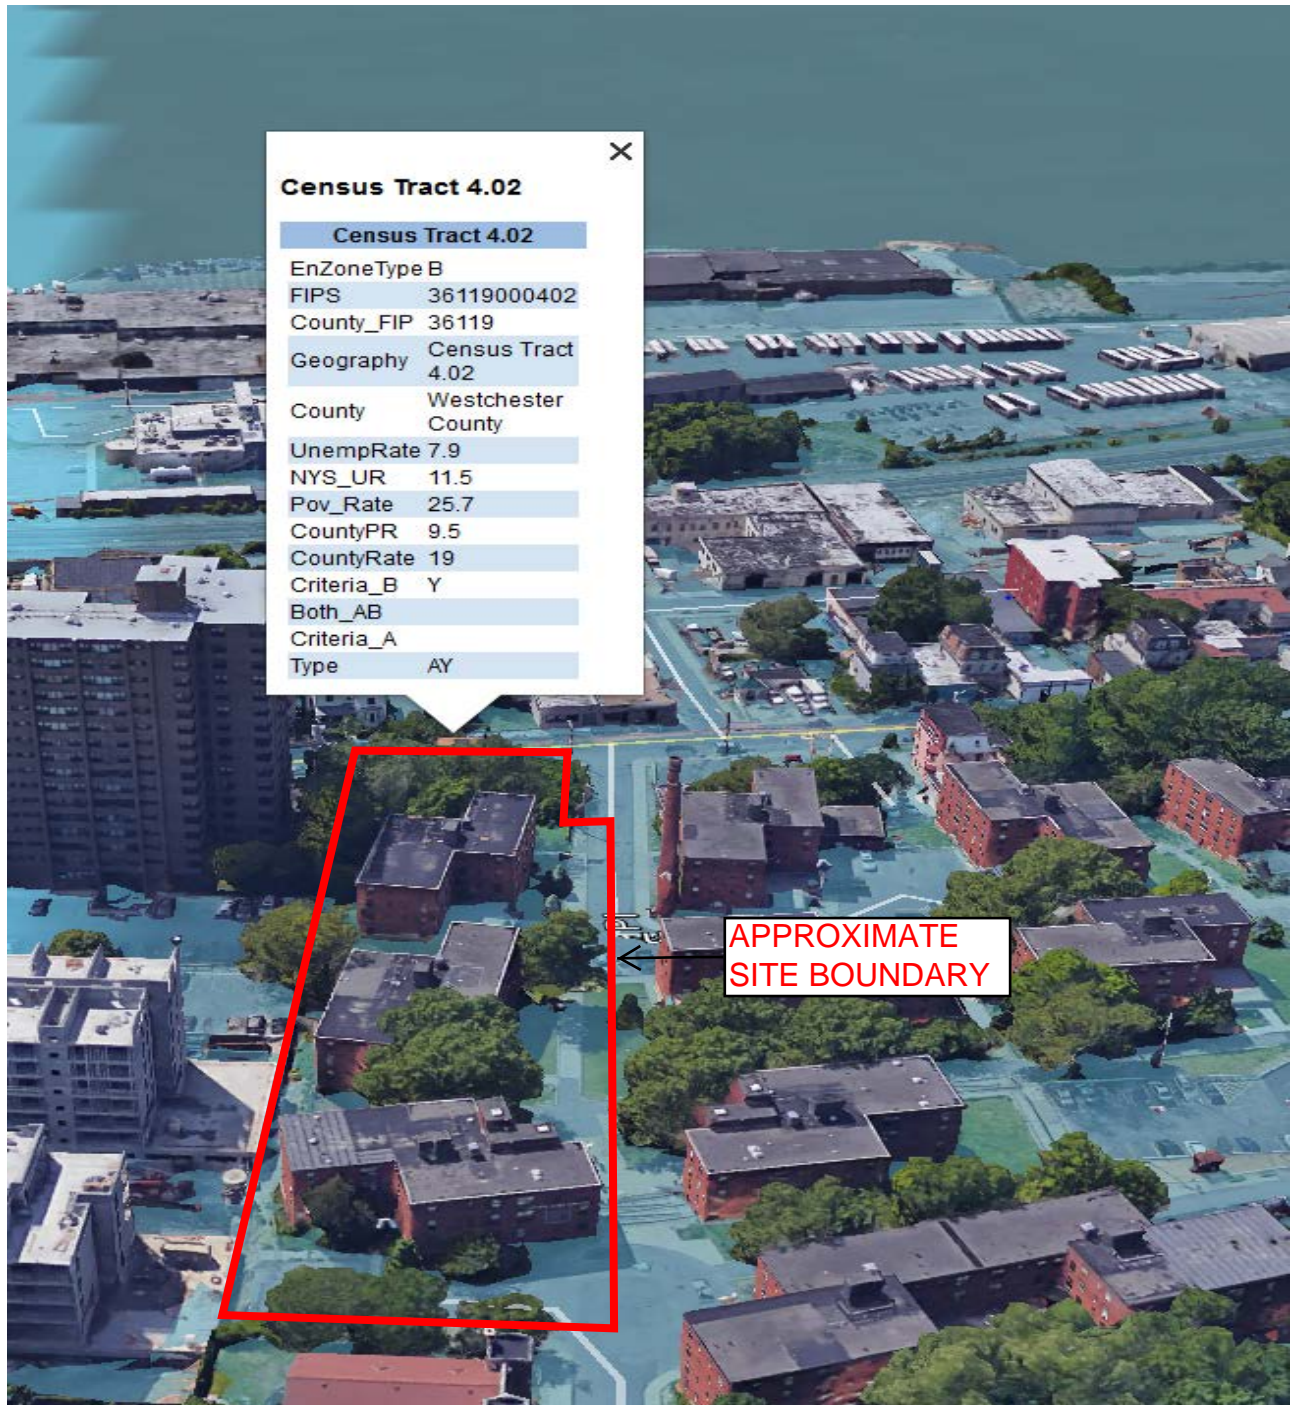 Census Tract 4.02
Census Tract 4.02
EnZoneType B
FIPS 36119000402
County_FIP 36119
Geography Census Tract
4.02
County Westchester
County
UnempRate 7.9
NYS_UR 11.5
Pov_Rate 25.7
CountyPR 9.5
CountyRate 19
Criteria_B Y
Both_AB
Criteria_A
Type AY
APPROXIMATE
SITE BOUNDARY